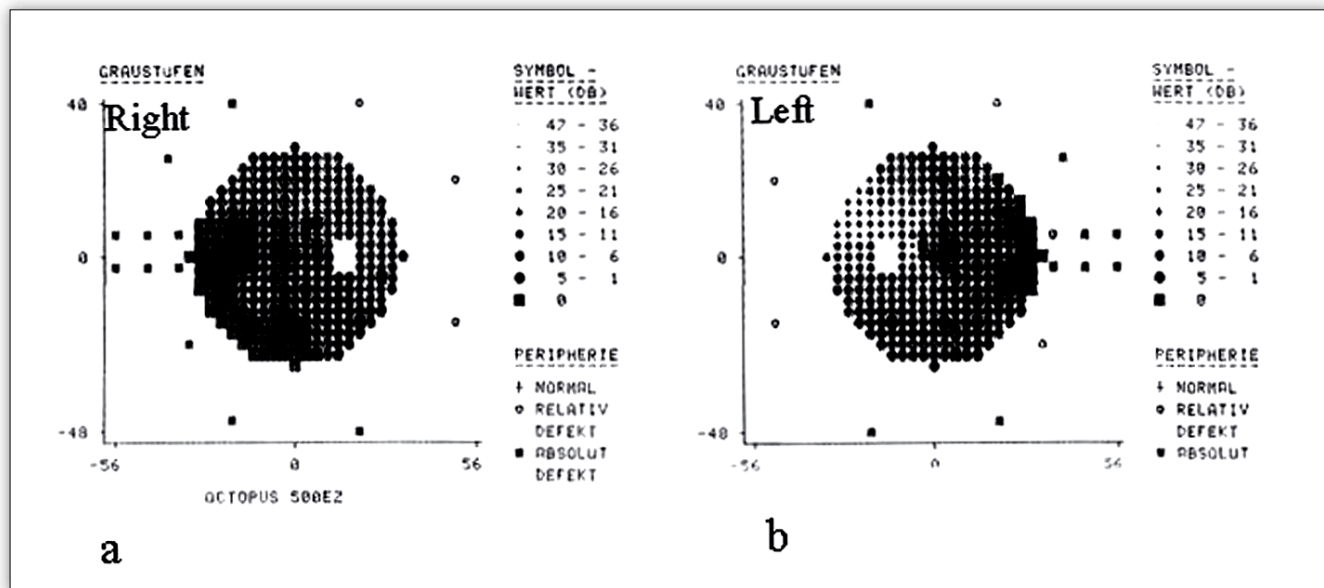 GRAUSTUFEN
Right
40
0
-48
-56 0 56
OCTOPUS 500EZ
SYMBOL -
WERT (DB)
47 - 36
35 - 31
30 - 26
25 - 21
20 - 16
15 - 11
10 - 6
5 - 1
0
PERIPHERIE
NORMAL
RELATIV
DEFEKT
ABSOLUT
DEFEKT
a
GRAUSTUFEN
Left
40
0
-48
-56 0 56
SYMBOL -
WERT (DB)
47 - 36
35 - 31
30 - 26
25 - 21
20 - 16
15 - 11
10 - 6
5 - 1
0
PERIPHERIE
NORMAL
RELATIV
DEFEKT
ABSOLUT
b